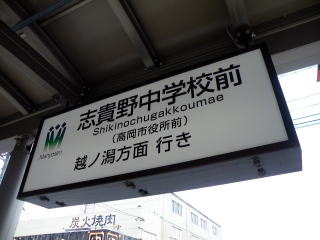 志貴野中学校前
Shikinochugakkoumae
(高岡市役所前)
越ノ潟方面 行き
Manyosen
炭火焼肉